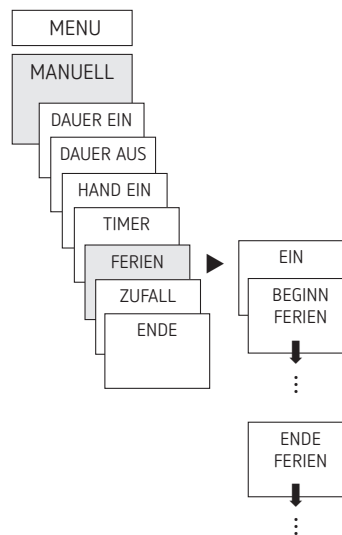 MENU
MANUELL
DAUER EIN
DAUER AUS
HAND EIN
TIMER
FERIEN
ZUFALL
ENDE
EIN
BEGINN
FERIEN
ENDE
FERIEN